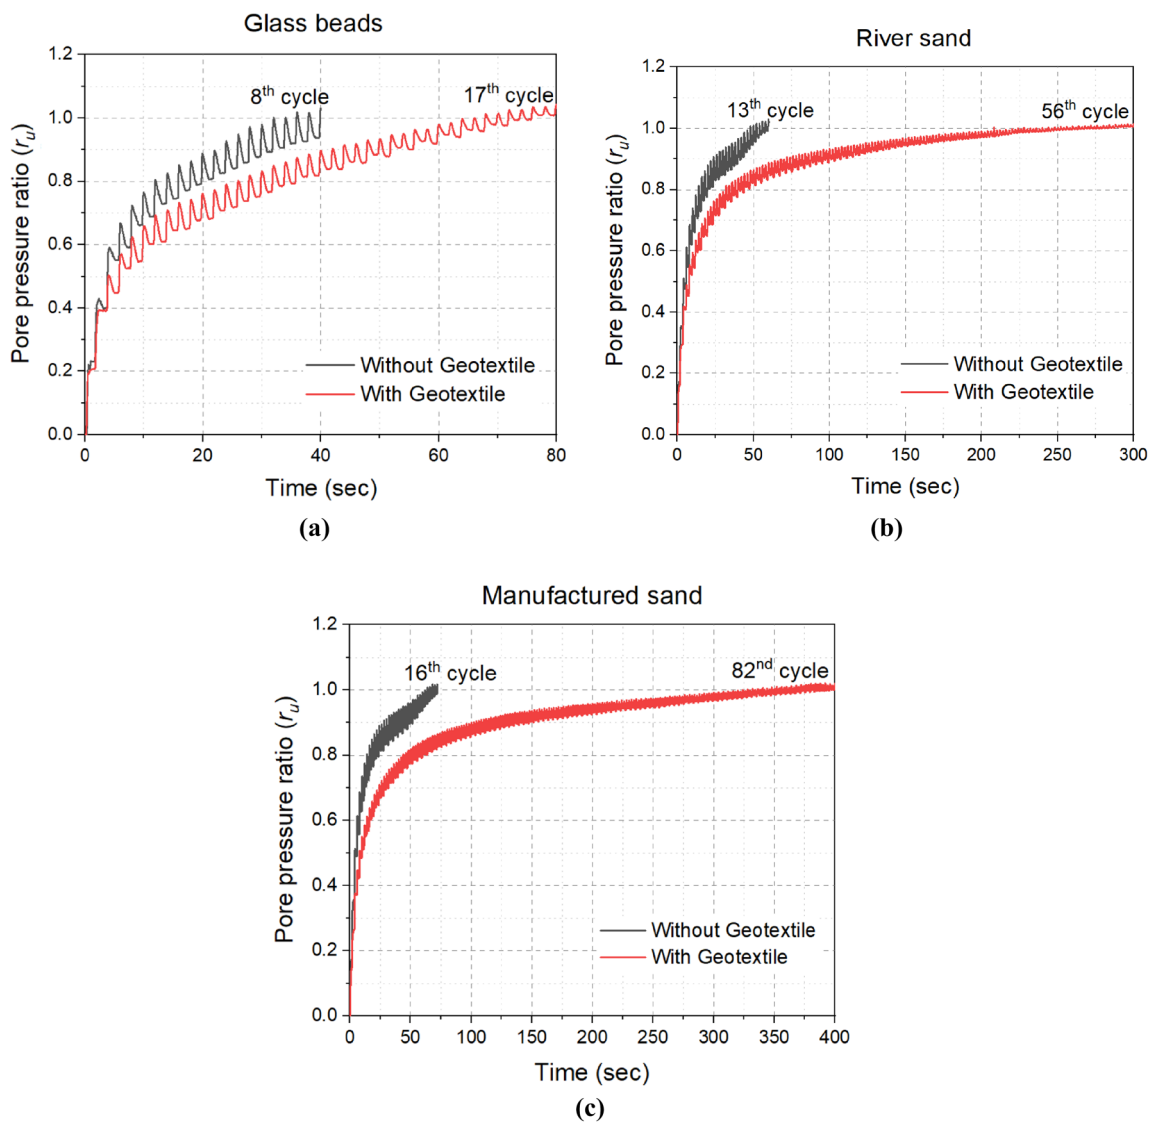 Glass beads
1.2
1.0
0.8
0.6
0.4
0.2
0.0
Pore pressure ratio (ru)
8th cycle
17th cycle
Without Geotextile
With Geotextile
0 20 40 60 80
Time (sec)
(a)
River sand
1.2
1.0
0.8
0.6
0.4
0.2
0.0
Pore pressure ratio (ru)
13th cycle
56th cycle
Without Geotextile
With Geotextile
0 50 100 150 200 250 300
Time (sec)
(b)
Manufactured sand
1.2
1.0
0.8
0.6
0.4
0.2
0.0
Pore pressure ratio (ru)
16th cycle
82nd cycle
Without Geotextile
With Geotextile
0 50 100 150 200 250 300 350 400
Time (sec)
(c)